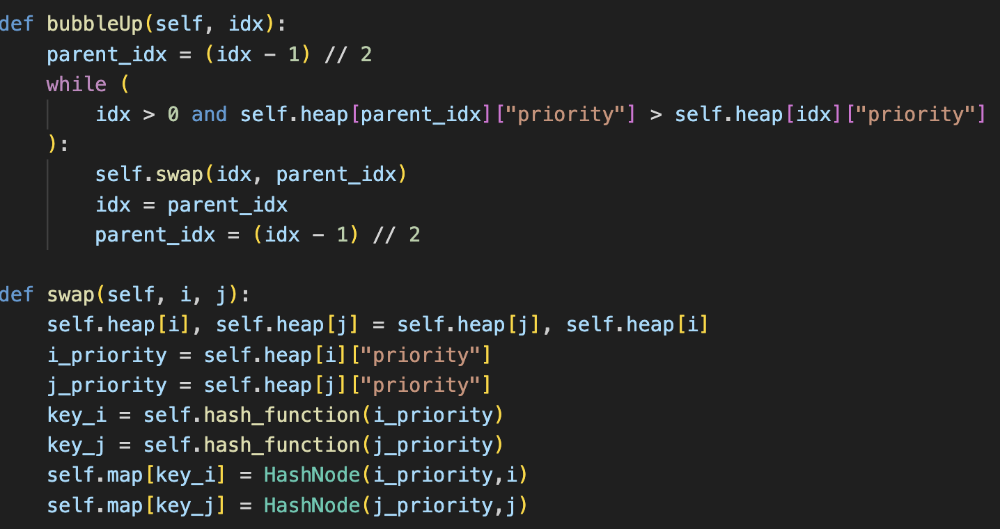 def bubbleUp(self, idx):
    parent_idx = (idx - 1) // 2
    while (
        idx > 0 and self.heap[parent_idx]["priority"] > self.heap[idx]["priority"]
    ):
        self.swap(idx, parent_idx)
        idx = parent_idx
        parent_idx = (idx - 1) // 2

def swap(self, i, j):
    self.heap[i], self.heap[j] = self.heap[j], self.heap[i]
    i_priority = self.heap[i]["priority"]
    j_priority = self.heap[j]["priority"]
    key_i = self.hash_function(i_priority)
    key_j = self.hash_function(j_priority)
    self.map[key_i] = HashNode(i_priority,i)
    self.map[key_j] = HashNode(j_priority,j)